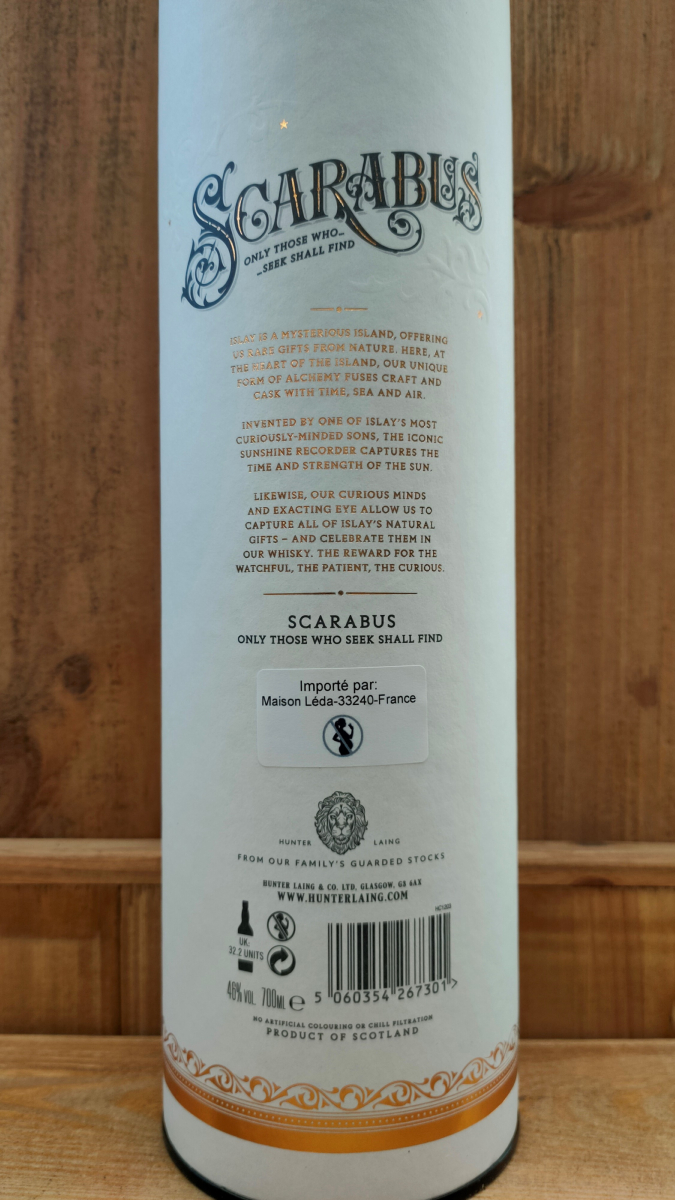 SCARABUS
ONLY THOSE WHO...
...SEEK SHALL FIND
ISLAY IS A MYSTERIOUS ISLAND, OFFERING
US RARE GIFTS FROM NATURE. HERE, AT
THE HEART OF THE ISLAND, OUR UNIQUE
FORM OF ALCHEMY FUSES CRAFT AND
CASK WITH TIME, SEA AND AIR.
INVENTED BY ONE OF ISLAY'S MOST
CURIOUSLY-MINDED SONS, THE ICONIC
SUNSHINE RECORDER CAPTURES THE
TIME AND STRENGTH OF THE SUN.
LIKEWISE, OUR CURIOUS MINDS
AND EXACTING EYE ALLOW US TO
CAPTURE ALL OF ISLAY'S NATURAL
GIFTS – AND CELEBRATE THEM IN
OUR WHISKY. THE REWARD FOR THE
WATCHFUL, THE PATIENT, THE CURIOUS.
SCARABUS
ONLY THOSE WHO SEEK SHALL FIND
Importé par:
Maison Léda-33240-France
HUNTER LAING
FROM OUR FAMILY'S GUARDED STOCKS
HUNTER LAING & CO. LTD, GLASGOW, G3 6AX
WWW.HUNTERLAING.COM
UK:
32.2 UNITS
46% VOL. 700ML e
5 060354 267301 >
NO ARTIFICIAL COLOURING OR CHILL FILTRATION
PRODUCT OF SCOTLAND